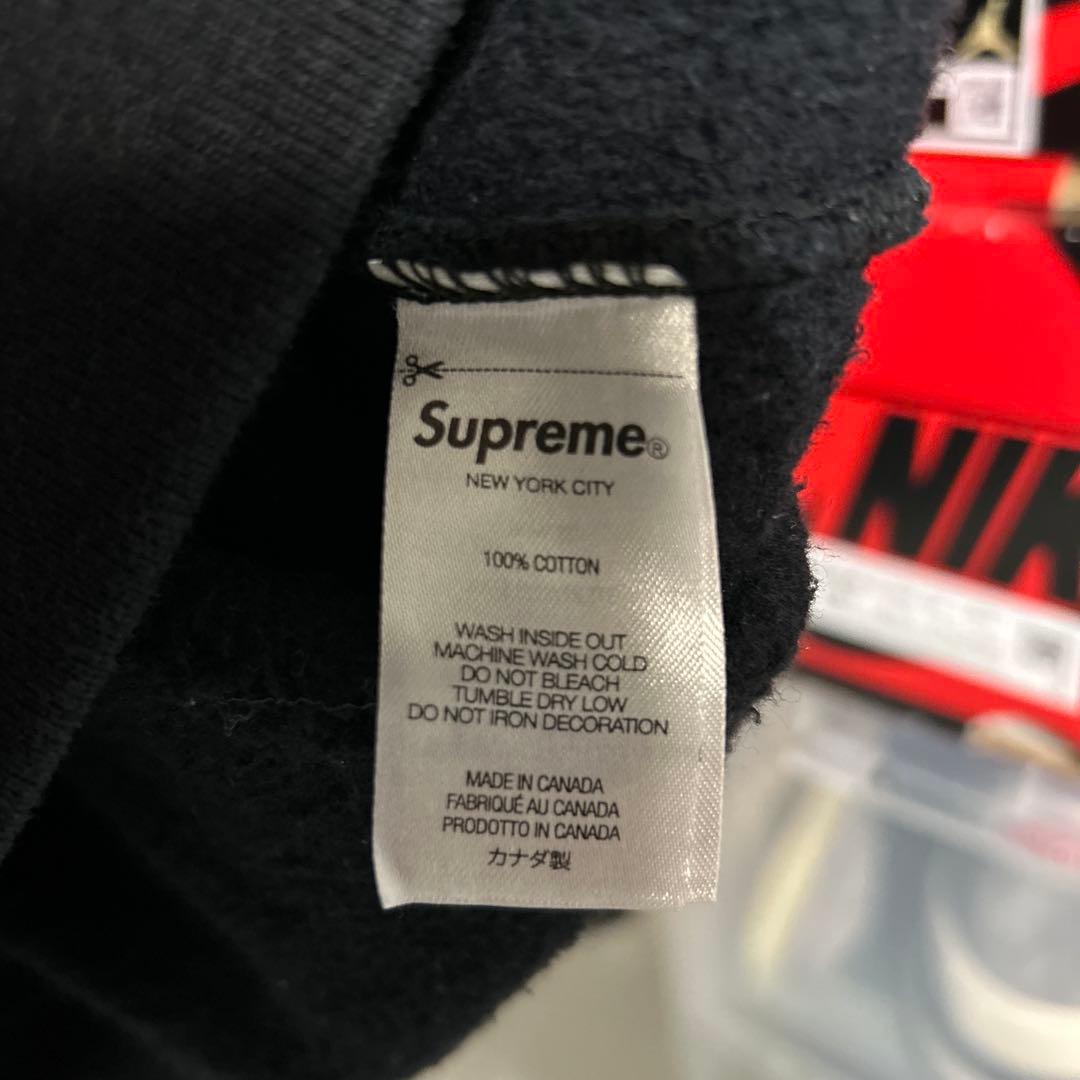 Supreme®
NEW YORK CITY
100% COTTON
WASH INSIDE OUT
MACHINE WASH COLD
DO NOT BLEACH
TUMBLE DRY LOW
DO NOT IRON DECORATION
MADE IN CANADA
FABRIQUÉ AU CANADA
PRODOTTO IN CANADA
カナダ製
NIK